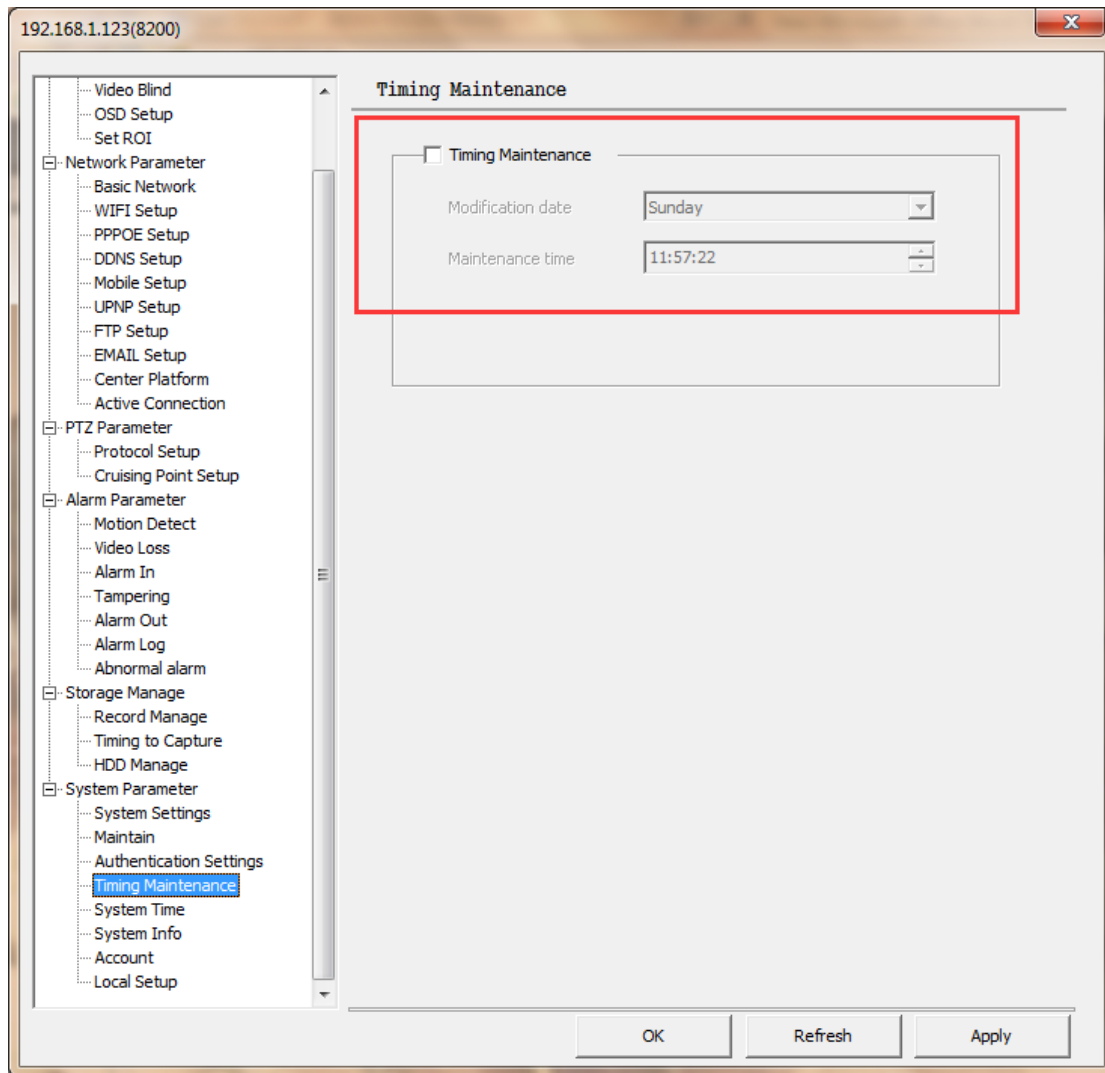 192.168.1.123(8200)
Video Blind
OSD Setup
Set ROI
Network Parameter
Basic Network
WIFI Setup
PPPOE Setup
DDNS Setup
Mobile Setup
UPNP Setup
FTP Setup
EMAIL Setup
Center Platform
Active Connection
PTZ Parameter
Protocol Setup
Cruising Point Setup
Alarm Parameter
Motion Detect
Video Loss
Alarm In
Tampering
Alarm Out
Alarm Log
Abnormal alarm
Storage Manage
Record Manage
Timing to Capture
HDD Manage
System Parameter
System Settings
Maintain
Authentication Settings
Timing Maintenance
System Time
System Info
Account
Local Setup
Timing Maintenance
Timing Maintenance
Modification date Sunday
Maintenance time 11:57:22
OK Refresh Apply